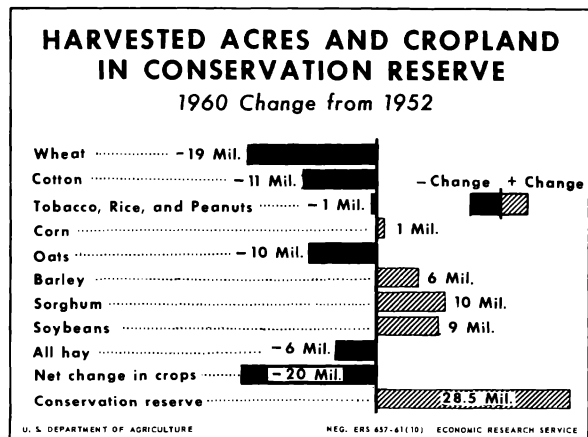 HARVESTED ACRES AND CROPLAND
IN CONSERVATION RESERVE
1960 Change from 1952
Wheat -19 Mil.
Cotton -11 Mil.
-Change + Change
Tobacco, Rice, and Peanuts -1 Mil.
Corn 1 Mil.
Oats -10 Mil.
Barley 6 Mil.
Sorghum 10 Mil.
Soybeans 9 Mil.
All hay -6 Mil.
Net change in crops -20 Mil.
Conservation reserve 28.5 Mil.
U. S. DEPARTMENT OF AGRICULTURE NEG. ERS 657-61(10) ECONOMIC RESEARCH SERVICE